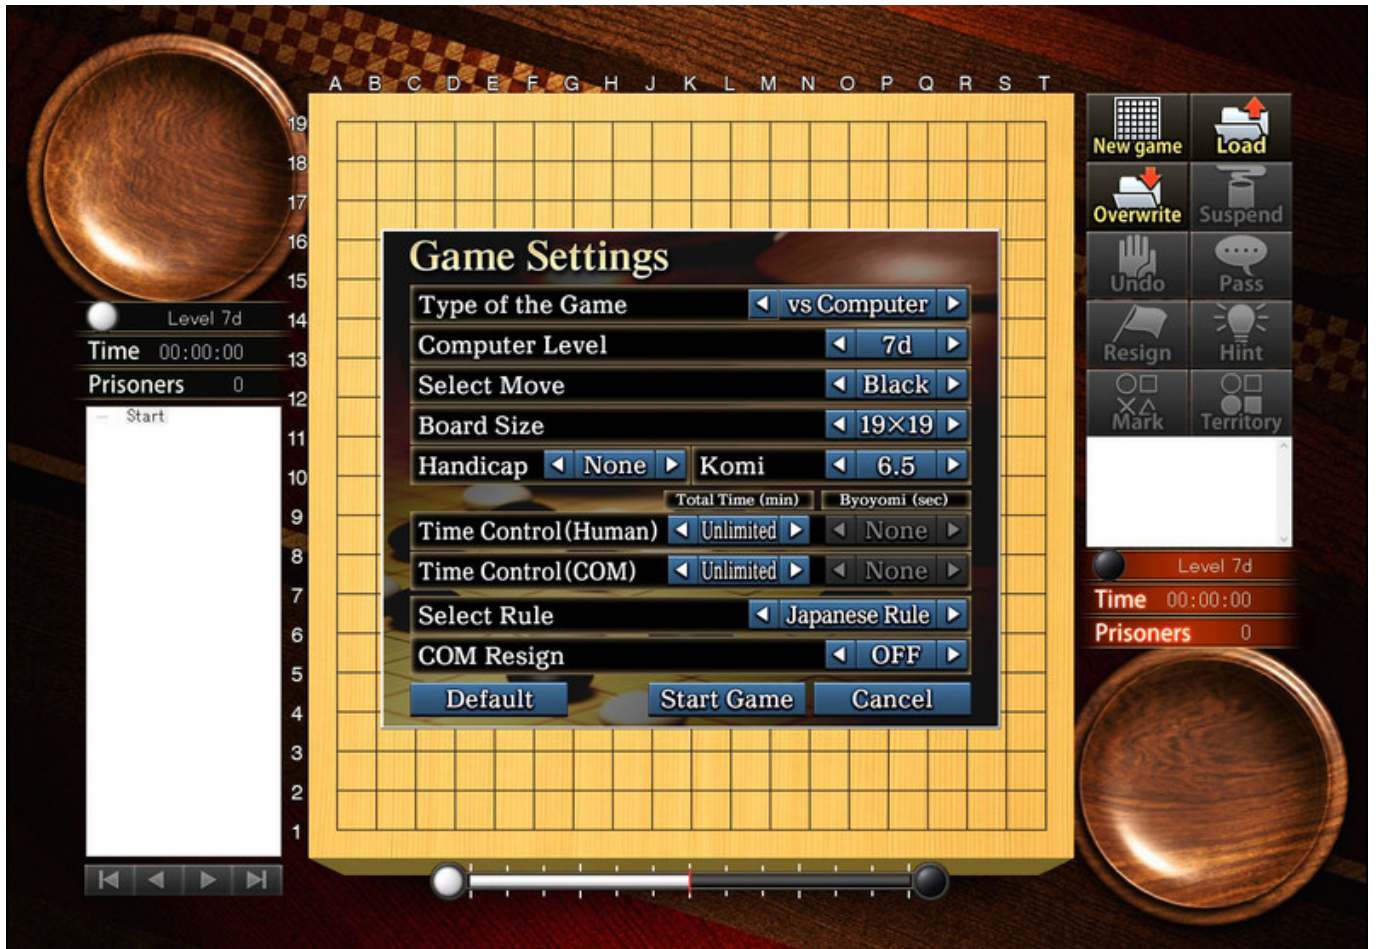 A B C D E F G H J K L M N O P Q R S T
19
18
17
16
15
14
13
12
11
10
9
8
7
6
5
4
3
2
1
Level 7d
Time 00:00:00
Prisoners 0
Start
Game Settings
Type of the Game vs Computer
Computer Level 7d
Select Move Black
Board Size 19×19
Handicap None Komi 6.5
Total Time (min) Byoyomi (sec)
Time Control(Human) Unlimited None
Time Control(COM) Unlimited None
Select Rule Japanese Rule
COM Resign OFF
Default Start Game Cancel
New game Load
Overwrite Suspend
Undo Pass
Resign Hint
Mark Territory
Level 7d
Time 00:00:00
Prisoners 0